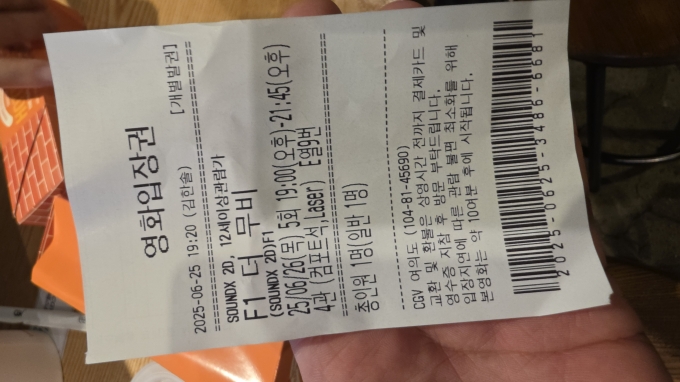 영화입장권
[개별발권]
2025-06-25 19:20 (김한솔)
SOUNDX 2D, 12세이상관람가
F1 더 무비
(SOUNDX 2D)F1
25/06/26(목) 5회 19:00(오후)-21:45(오후)
4관 (컴포트석,Laser) E열9번
총인원 1명(일반 1명)
CGV 여의도 (104-81-45690)
교환 및 환불은 상영시간 전까지 결제카드 및
영수증 지참 후 방문 부탁드립니다.
입장지연에 따른 관람 불편 최소화를 위해
본영화는 약 10여분 후에 시작됩니다.
2025-0625-3486-6681